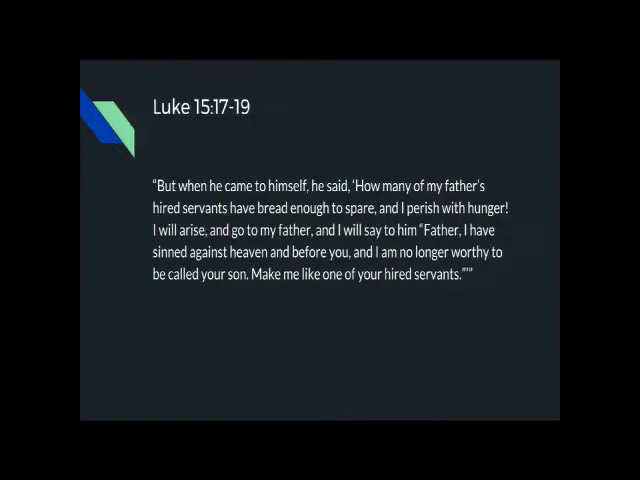 Luke 15:17-19
“But when he came to himself, he said, ‘How many of my father’s
hired servants have bread enough to spare, and I perish with hunger!
I will arise, and go to my father, and I will say to him “Father, I have
sinned against heaven and before you, and I am no longer worthy to
be called your son. Make me like one of your hired servants.”’”